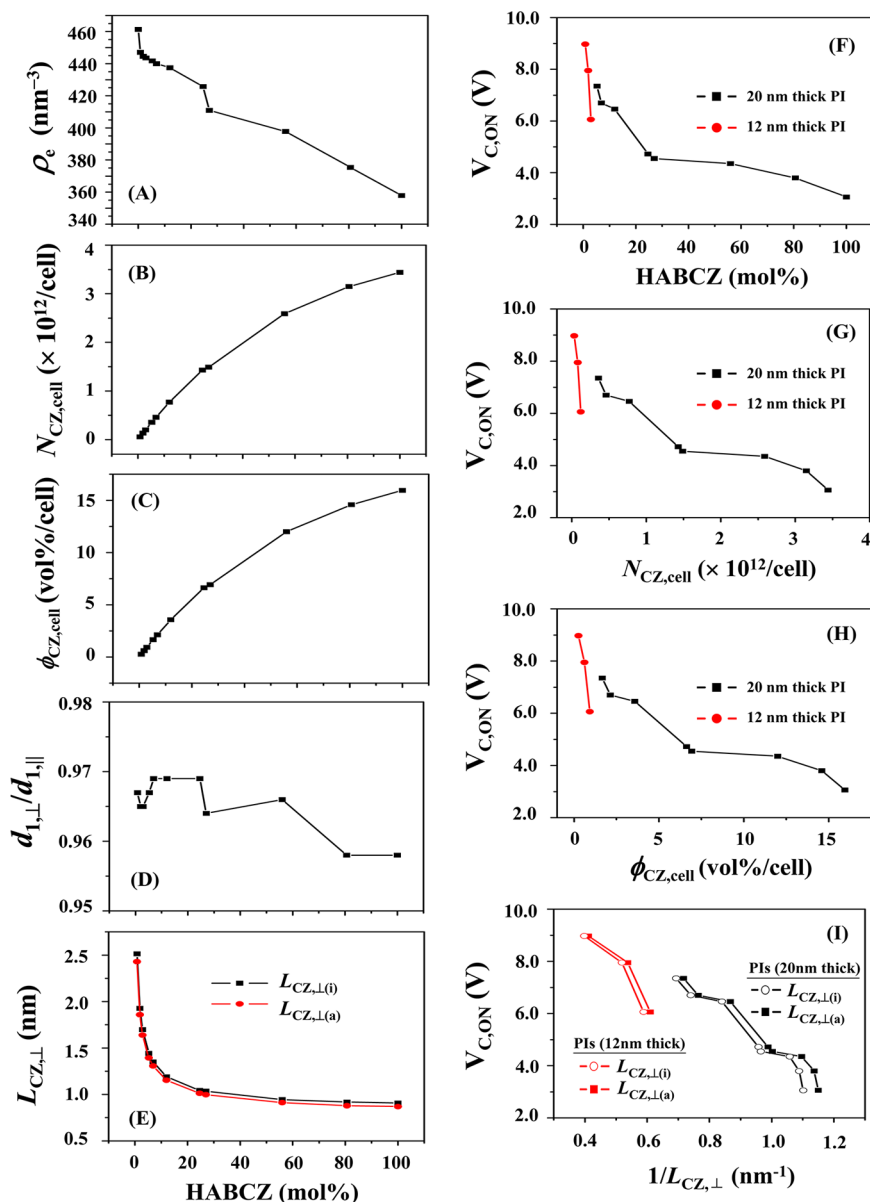 460
440
420
400
380
360
340
ρe (nm−3)
(A)
4
3
2
1
0
NCZ,cell (× 10^12/cell)
(B)
15
10
5
0
ϕCZ,cell (vol%/cell)
(C)
0.98
0.97
0.96
0.95
d1,⊥/d1,||
(D)
2.5
2.0
1.5
1.0
0.5
LCZ,⊥ (nm)
LCZ,⊥(i)
LCZ,⊥(a)
(E)
0 20 40 60 80 100
HABCZ (mol%)
10.0
8.0
6.0
4.0
2.0
VC,ON (V)
(F)
20 nm thick PI
12 nm thick PI
0 20 40 60 80 100
HABCZ (mol%)
10.0
8.0
6.0
4.0
2.0
VC,ON (V)
(G)
20 nm thick PI
12 nm thick PI
0 1 2 3 4
NCZ,cell (× 10^12/cell)
10.0
8.0
6.0
4.0
2.0
VC,ON (V)
(H)
20 nm thick PI
12 nm thick PI
0 5 10 15
ϕCZ,cell (vol%/cell)
10.0
8.0
6.0
4.0
2.0
VC,ON (V)
(I)
PIs (20nm thick)
LCZ,⊥(i)
LCZ,⊥(a)
PIs (12nm thick)
LCZ,⊥(i)
LCZ,⊥(a)
0.4 0.6 0.8 1.0 1.2
1/LCZ,⊥ (nm-1)